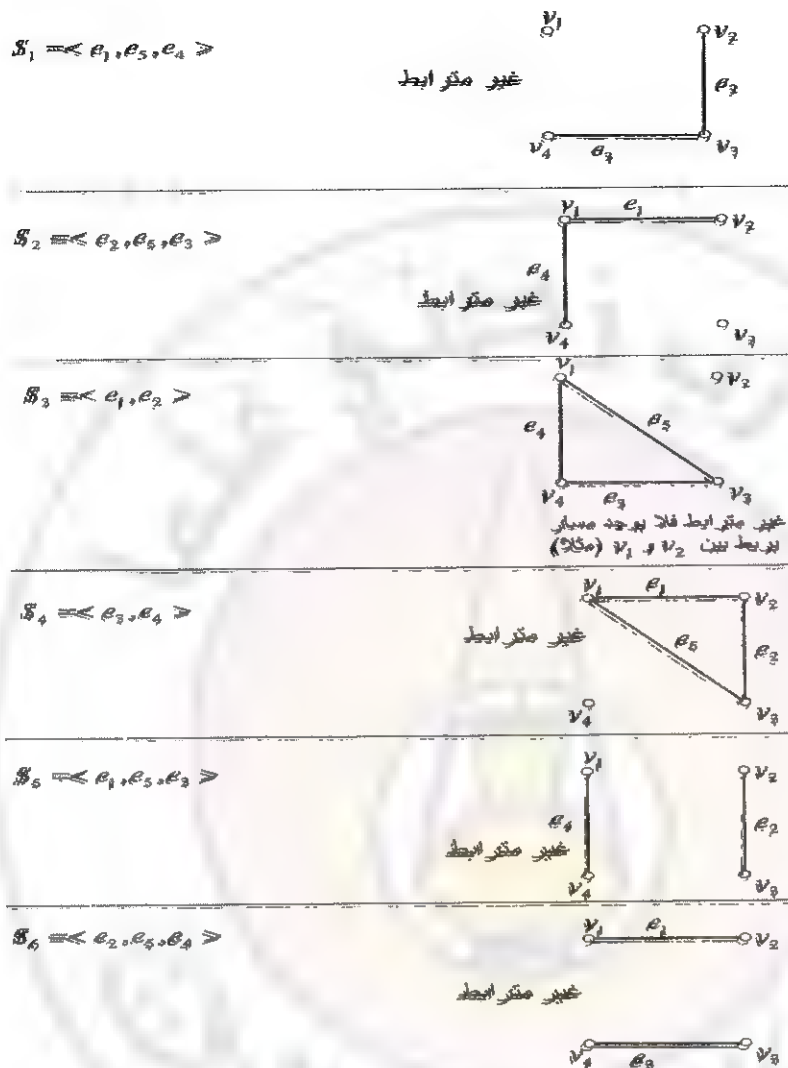 S₁ =< e₁, e₅, e₄ >
غير مترابط
v₁ v₂
e₂
v₄ e₃ v₃
S₂ =< e₂, e₅, e₃ >
v₁ e₁ v₂
e₄
غير مترابط
v₄ v₃
S₃ =< e₁, e₂ >
v₁ v₂
e₄ e₅
v₄ e₃ v₃
غير مترابط فلا يوجد مسار
يربط بين v₂ و v₁ (مثلا)
S₄ =< e₃, e₄ >
v₁ e₁ v₂
غير مترابط
e₅ e₂
v₄ v₃
S₅ =< e₁, e₅, e₃ >
v₁ v₂
e₄ e₂
غير مترابط
v₄ v₃
S₆ =< e₂, e₅, e₄ >
v₁ e₁ v₂
غير مترابط
v₄ e₃ v₃